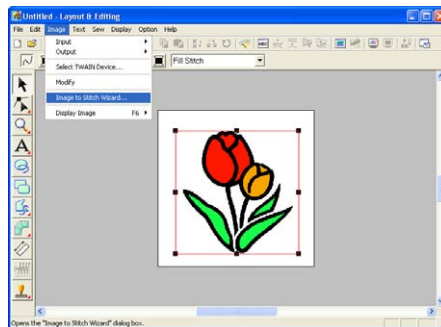 Untitled - Layout & Editing
File Edit Image Text Sew Display Option Help
Input
Output
Select TWAIN Device...
Modify
Image to Stitch Wizard...
Display Image F6
Fill Stitch
A
Opens the "Image to Stitch Wizard" dialog box.